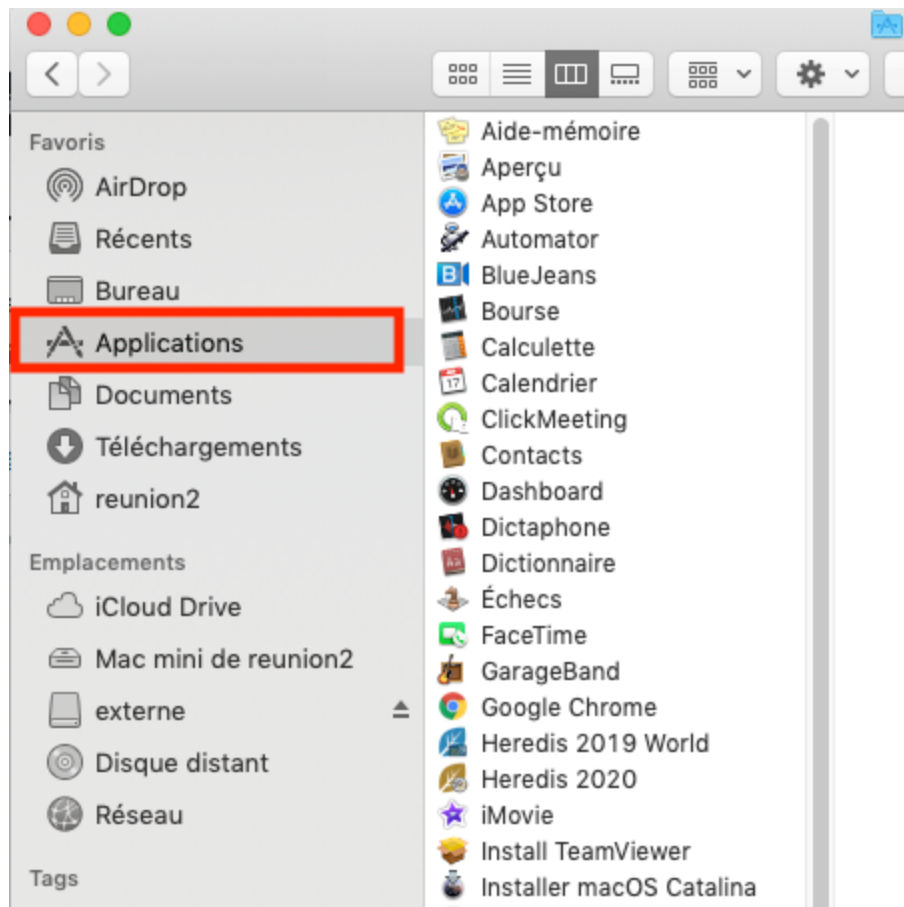 Favoris
AirDrop
Récents
Bureau
Applications
Documents
Téléchargements
reunion2
Emplacements
iCloud Drive
Mac mini de reunion2
externe
Disque distant
Réseau
Tags
Aide-mémoire
Aperçu
App Store
Automator
BlueJeans
Bourse
Calculette
Calendrier
ClickMeeting
Contacts
Dashboard
Dictaphone
Dictionnaire
Échecs
FaceTime
GarageBand
Google Chrome
Heredis 2019 World
Heredis 2020
iMovie
Install TeamViewer
Installer macOS Catalina